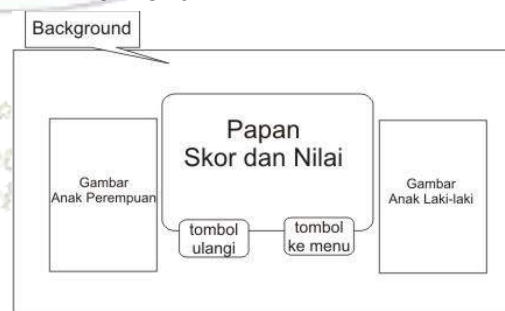 Background
Papan
Skor dan Nilai
Gambar
Anak Perempuan
Gambar
Anak Laki-laki
tombol
ulangi
tombol
ke menu